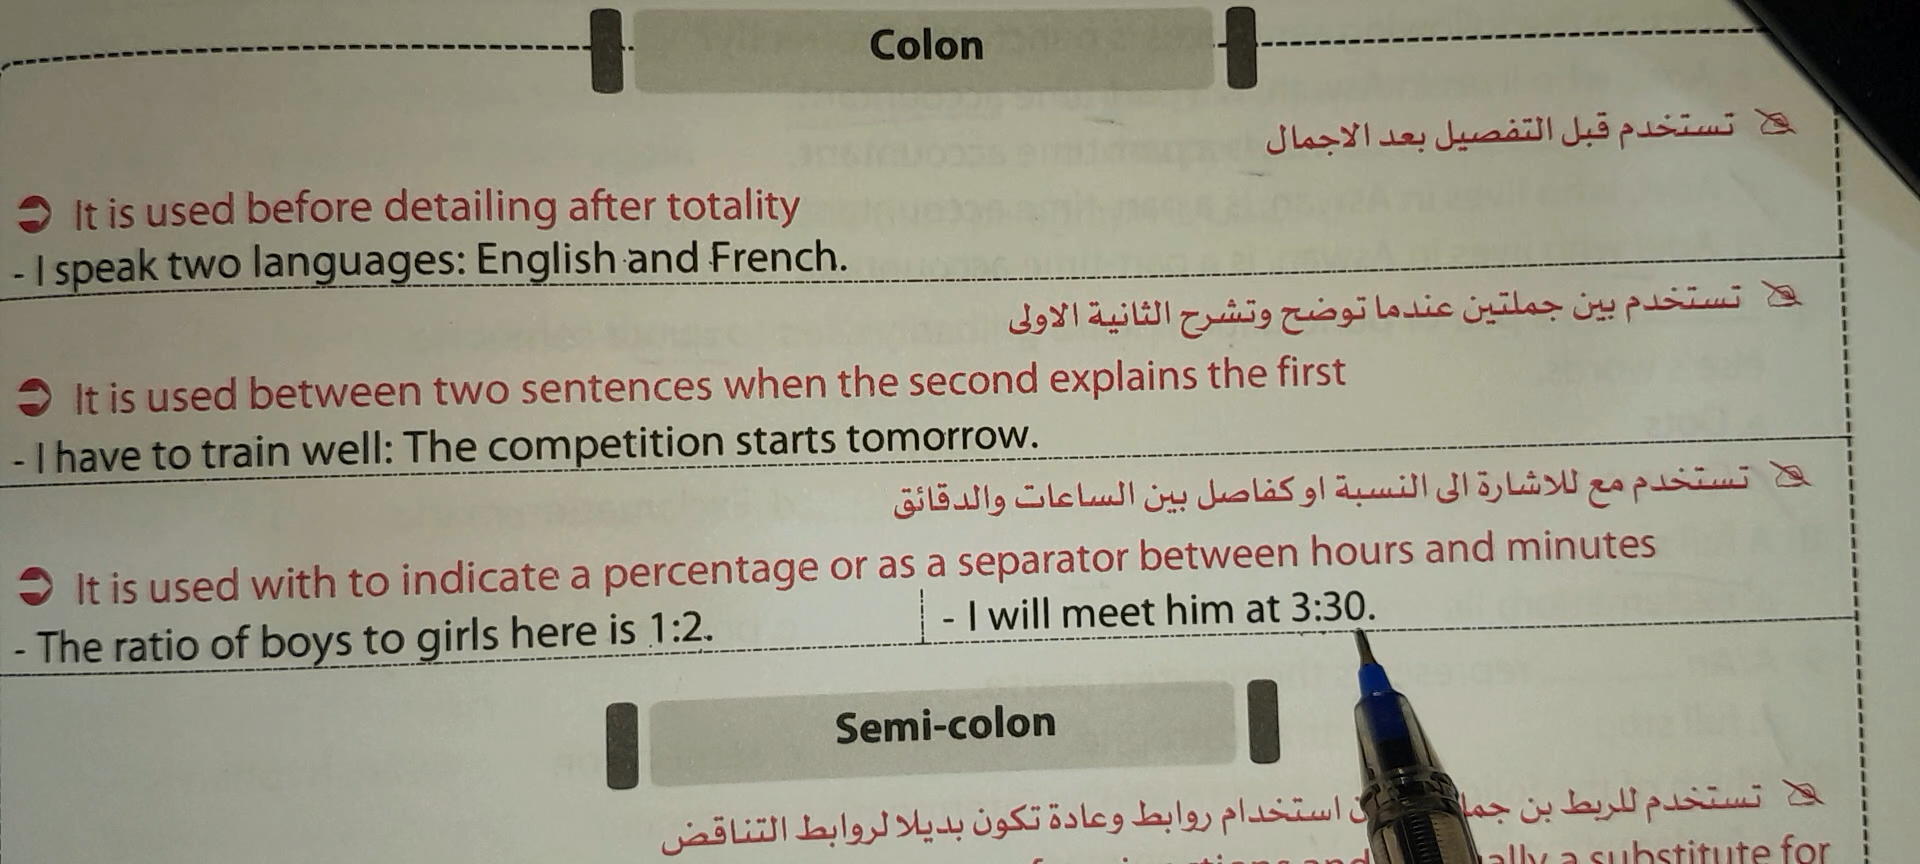 Colon
تستخدم قبل التفصيل بعد الاجمال
It is used before detailing after totality
- I speak two languages: English and French.
تستخدم بين جملتين عندما توضح وتشرح الثانية الاولى
It is used between two sentences when the second explains the first
- I have to train well: The competition starts tomorrow.
تستخدم مع للاشارة الى النسبة او كفاصل بين الساعات والدقائق
It is used with to indicate a percentage or as a separator between hours and minutes
- The ratio of boys to girls here is 1:2. - I will meet him at 3:30.
Semi-colon
تستخدم للربط بن استخدام روابط وعادة تكون بديلا لروابط التناقض
a substitute for